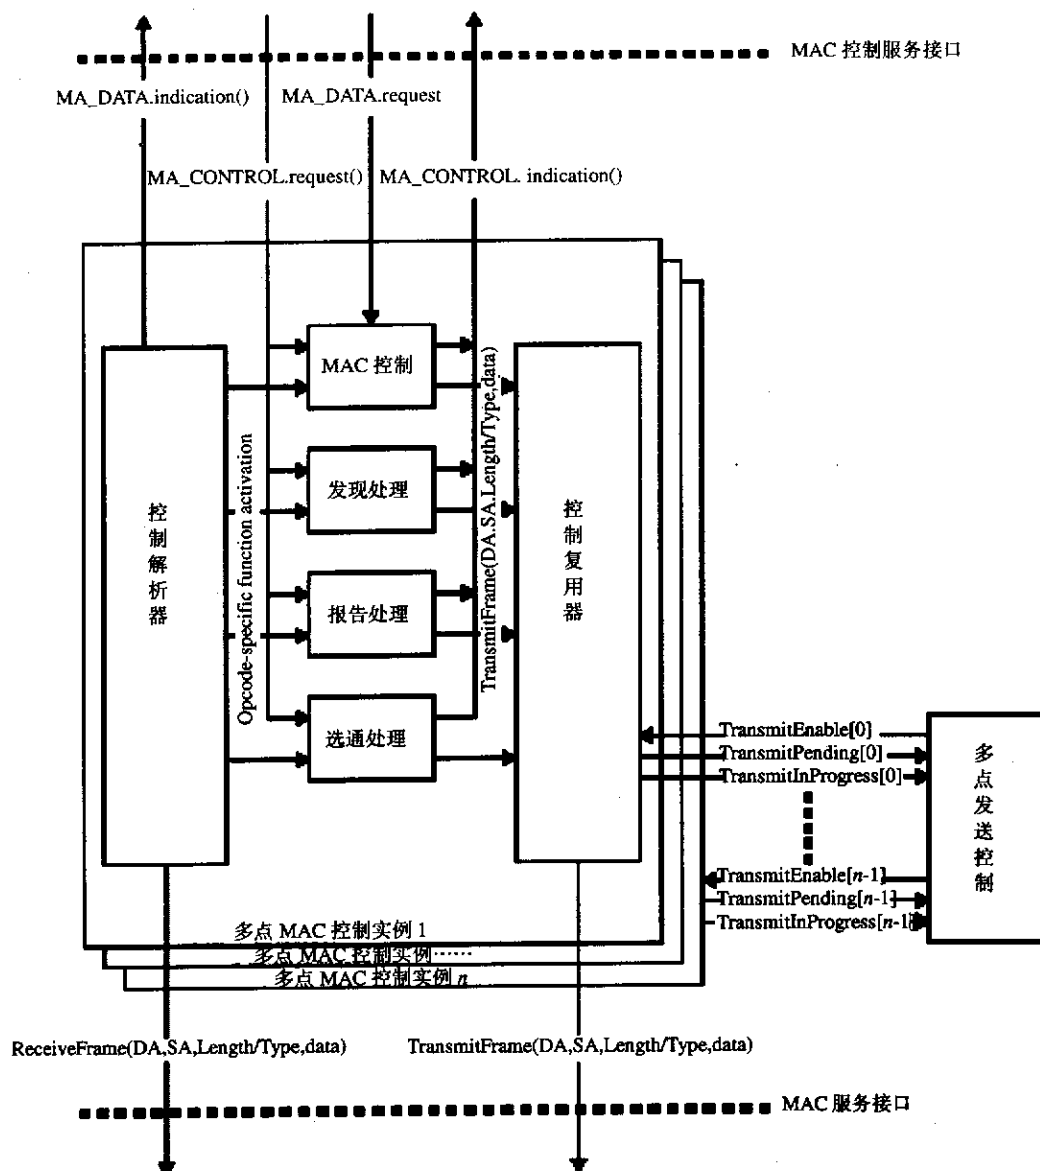 MAC 控制服务接口
MA_DATA.indication()
MA_DATA.request
MA_CONTROL.request()
MA_CONTROL. indication()
MAC 控制
发现处理
报告处理
选通处理
控制解析器
Opcode-specific function activation
TransmitFrame(DA.SA.Length/Type,data)
控制复用器
TransmitEnable[0]
TransmitPending[0]
TransmitInProgress[0]
TransmitEnable[n-1]
TransmitPending[n-1]
TransmitInProgress[n-1]
多点发送控制
多点 MAC 控制实例 1
多点 MAC 控制实例……
多点 MAC 控制实例 n
ReceiveFrame(DA,SA,Length/Type,data)
TransmitFrame(DA,SA,Length/Type,data)
MAC 服务接口